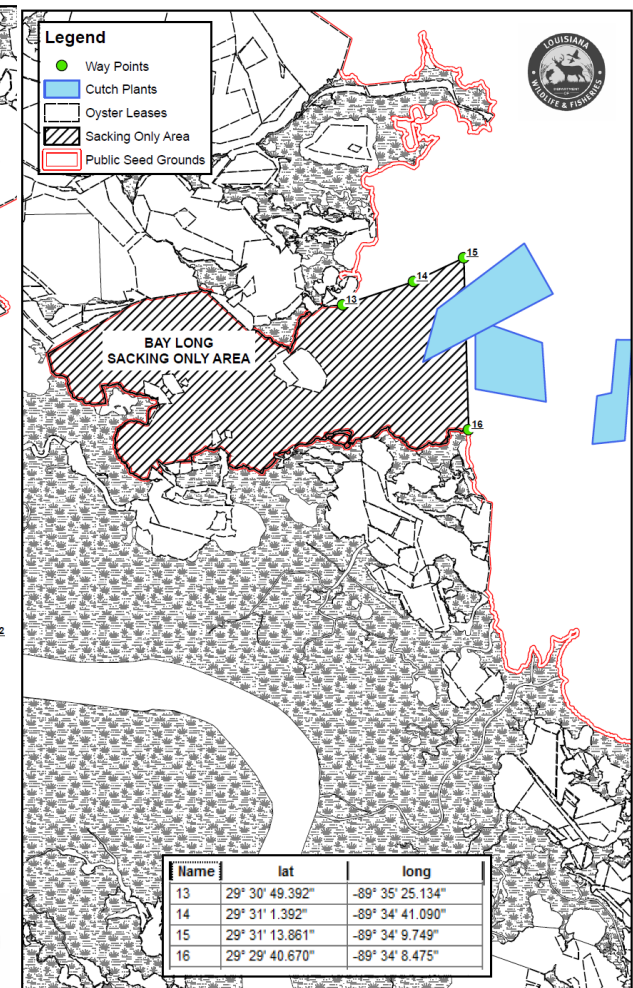 Legend
Way Points
Cutch Plants
Oyster Leases
Sacking Only Area
Public Seed Grounds
LOUISIANA
WILDLIFE & FISHERIES
15
14
13
BAY LONG
SACKING ONLY AREA
16
2
Name lat long
13 29° 30' 49.392" -89° 35' 25.134"
14 29° 31' 1.392" -89° 34' 41.090"
15 29° 31' 13.861" -89° 34' 9.749"
16 29° 29' 40.670" -89° 34' 8.475"